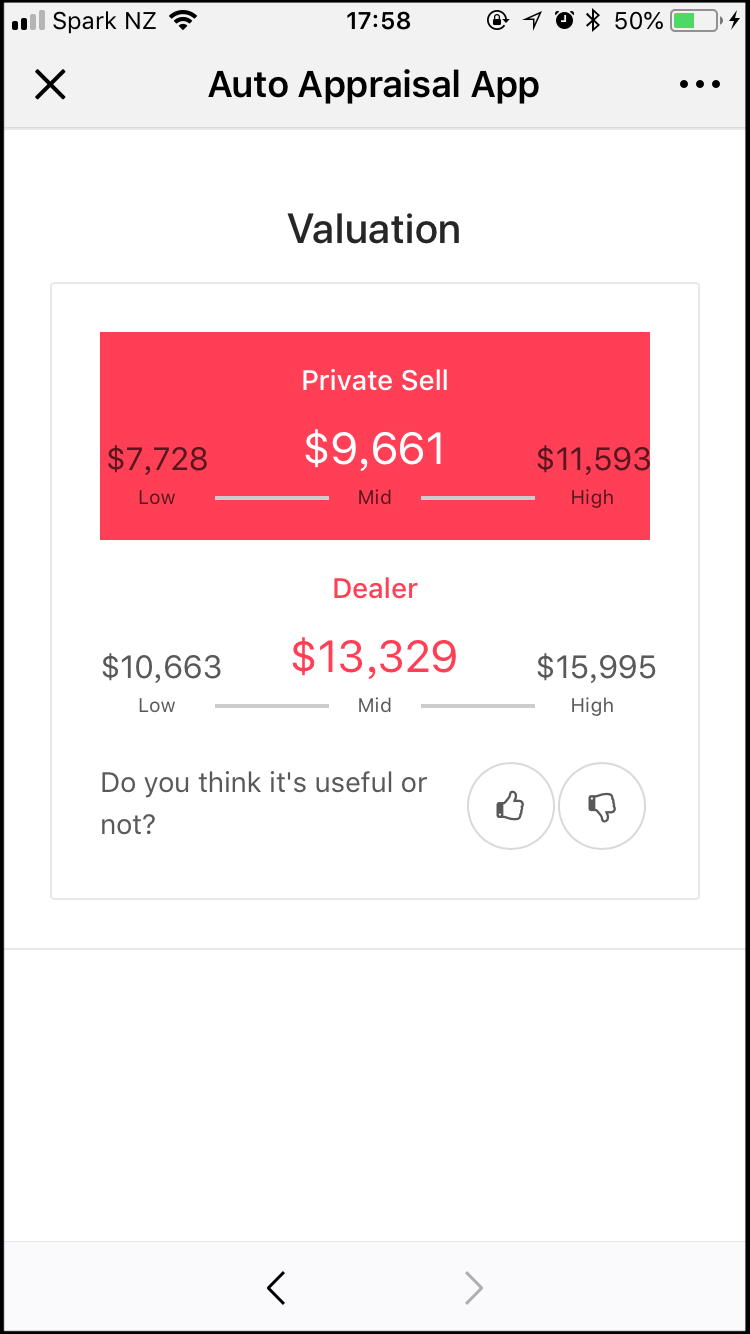 Spark NZ 17:58 50%
Auto Appraisal App
Valuation
Private Sell
$7,728 $9,661 $11,593
Low Mid High
Dealer
$10,663 $13,329 $15,995
Low Mid High
Do you think it's useful or
not?